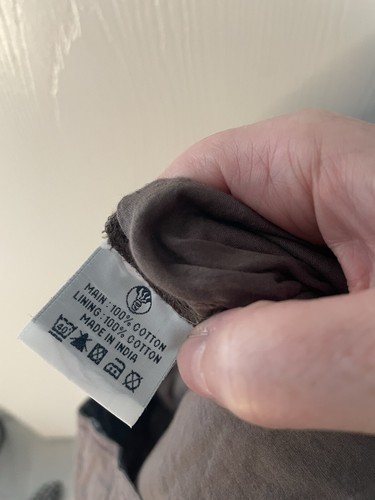 MAIN : 100% COTTON
LINING : 100% COTTON
MADE IN INDIA
40°